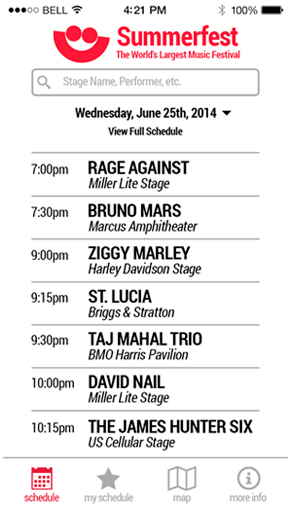 BELL 4:21 PM 100%
Summerfest
The World's Largest Music Festival
Stage Name, Performer, etc.
Wednesday, June 25th, 2014
View Full Schedule
7:00pm RAGE AGAINST
Miller Lite Stage
7:30pm BRUNO MARS
Marcus Amphitheater
9:00pm ZIGGY MARLEY
Harley Davidson Stage
9:15pm ST. LUCIA
Briggs & Stratton
9:30pm TAJ MAHAL TRIO
BMO Harris Pavilion
10:00pm DAVID NAIL
Miller Lite Stage
10:15pm THE JAMES HUNTER SIX
US Cellular Stage
schedule my schedule map more info